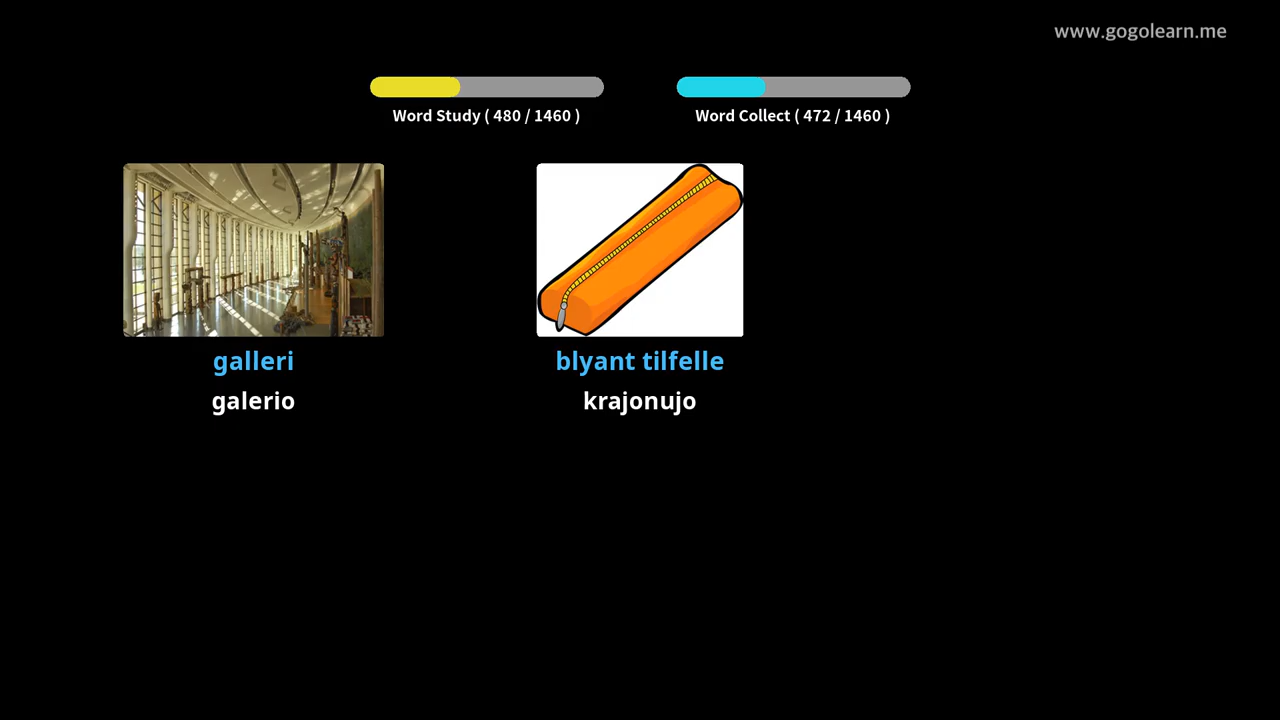 www.gogolearn.me
Word Study ( 480 / 1460 )
Word Collect ( 472 / 1460 )
galleri
galerio
blyant tilfelle
krajonujo